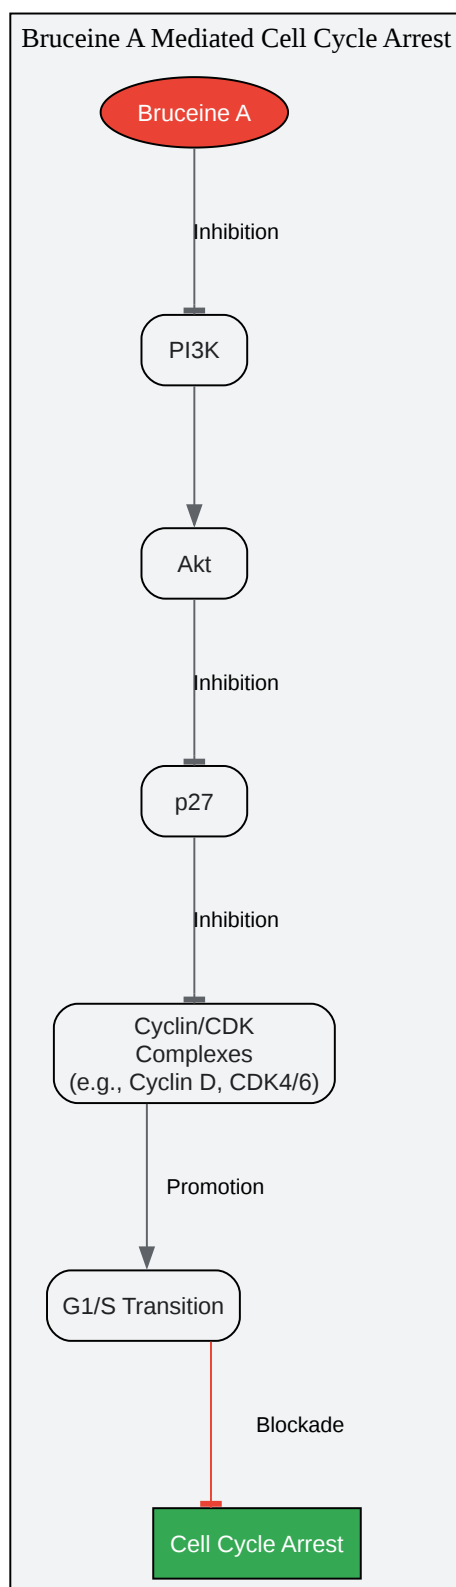 Bruceine A Mediated Cell Cycle Arrest
Bruceine A
Inhibition
PI3K
Akt
Inhibition
p27
Inhibition
Cyclin/CDK
Complexes
(e.g., Cyclin D, CDK4/6)
Promotion
G1/S Transition
Blockade
Cell Cycle Arrest